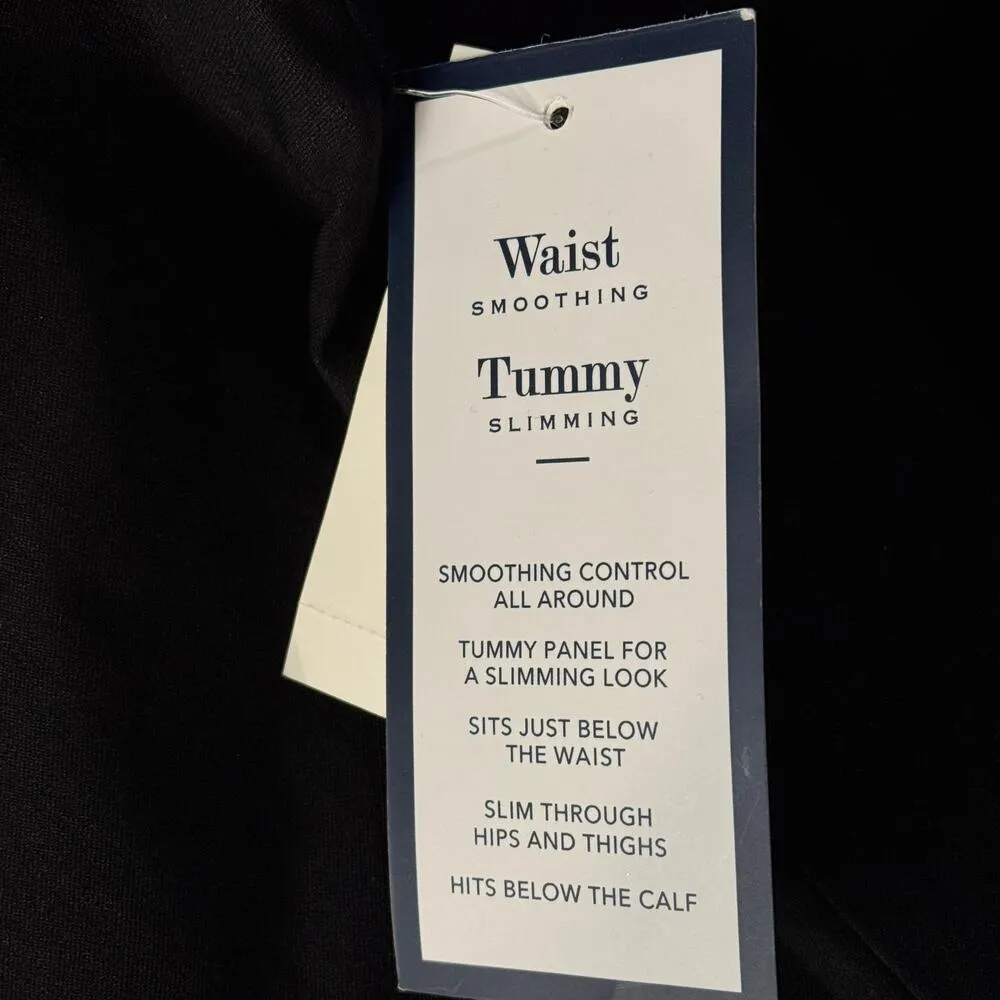 Waist
SMOOTHING
Tummy
SLIMMING
SMOOTHING CONTROL
ALL AROUND
TUMMY PANEL FOR
A SLIMMING LOOK
SITS JUST BELOW
THE WAIST
SLIM THROUGH
HIPS AND THIGHS
HITS BELOW THE CALF